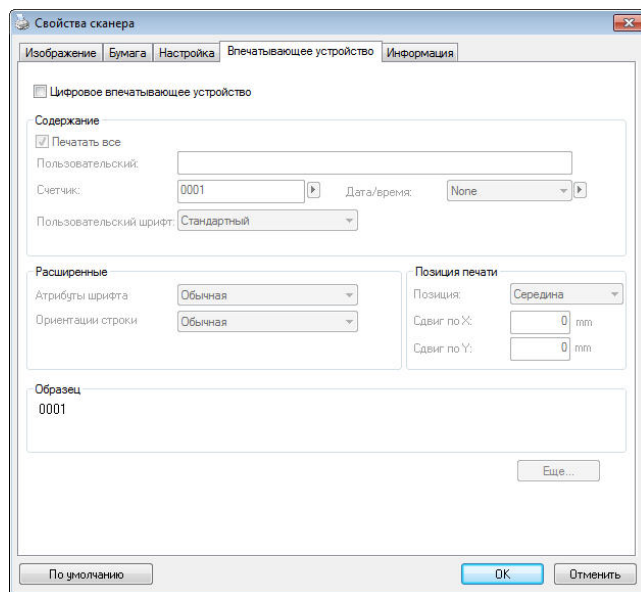 Свойства сканера
Изображение Бумага Настройка Впечатывающее устройство Информация
Цифровое впечатывающее устройство
Содержание
Печатать все
Пользовательский:
Счетчик: 0001 Дата/время: None
Пользовательский шрифт: Стандартный
Расширенные
Атрибуты шрифта Обычная
Ориентации строки Обычная
Позиция печати
Позиция: Середина
Сдвиг по X: 0 mm
Сдвиг по Y: 0 mm
Образец
0001
Еще...
По умолчанию OK Отменить